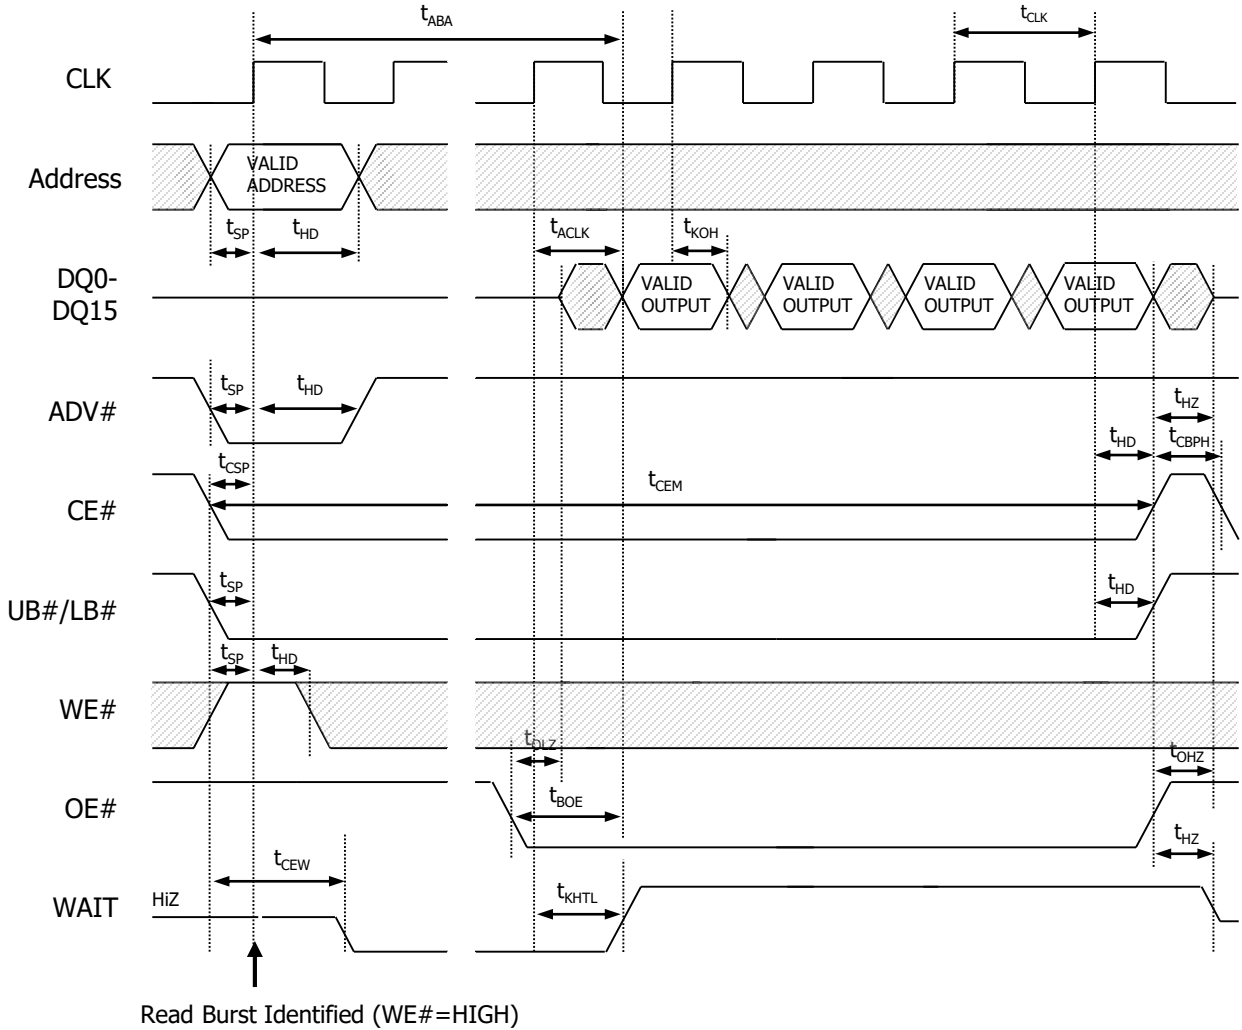 tABA
tCLK
CLK
Address
VALID
ADDRESS
tSP
tHD
tACLK
tKOH
DQ0-
DQ15
VALID
OUTPUT
VALID
OUTPUT
VALID
OUTPUT
VALID
OUTPUT
ADV#
tSP
tHD
tHZ
tHD
tCBPH
CE#
tCSP
tCEM
UB#/LB#
tSP
tHD
WE#
tSP
tHD
tOLZ
tOHZ
OE#
tBOE
tHZ
tCEW
WAIT
HiZ
tKHTL
Read Burst Identified (WE#=HIGH)